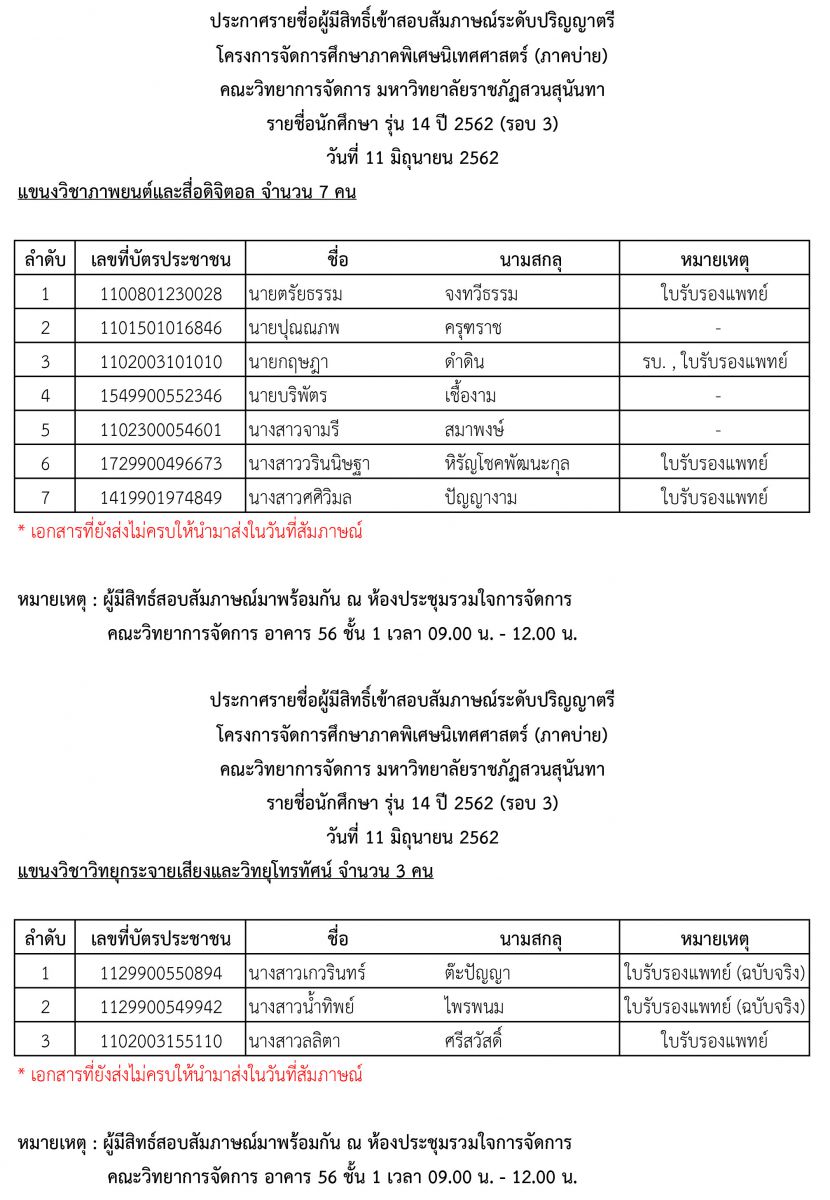 ประกาศรายชื่อผู้มีสิทธิ์เข้าสอบสัมภาษณ์ระดับปริญญาตรี
โครงการจัดการศึกษาภาคพิเศษนิเทศศาสตร์ (ภาคบ่าย)
คณะวิทยาการจัดการ มหาวิทยาลัยราชภัฏสวนสุนันทา
รายชื่อนักศึกษา รุ่น 14 ปี 2562 (รอบ 3)
วันที่ 11 มิถุนายน 2562
แขนงวิชาภาพยนต์และสื่อดิจิตอล จำนวน 7 คน
ลำดับ เลขที่บัตรประชาชน ชื่อ นามสกุล หมายเหตุ
1 1100801230028 นายตรัยธรรม จงทวีธรรม ใบรับรองแพทย์
2 1101501016846 นายปุณณภพ ครุฑราช -
3 1102003101010 นายกฤษฎา ดำดิน รบ. , ใบรับรองแพทย์
4 1549900552346 นายบริพัตร เชื้องาม -
5 1102300054601 นางสาวจามรี สมาพงษ์ -
6 1729900496673 นางสาววรินนิษฐา หิรัญโชคพัฒนะกุล ใบรับรองแพทย์
7 1419901974849 นางสาวศศิวิมล ปัญญางาม ใบรับรองแพทย์
* เอกสารที่ยังส่งไม่ครบให้นำมาส่งในวันที่สัมภาษณ์
หมายเหตุ : ผู้มีสิทธ์สอบสัมภาษณ์มาพร้อมกัน ณ ห้องประชุมรวมใจการจัดการ
คณะวิทยาการจัดการ อาคาร 56 ชั้น 1 เวลา 09.00 น. - 12.00 น.
ประกาศรายชื่อผู้มีสิทธิ์เข้าสอบสัมภาษณ์ระดับปริญญาตรี
โครงการจัดการศึกษาภาคพิเศษนิเทศศาสตร์ (ภาคบ่าย)
คณะวิทยาการจัดการ มหาวิทยาลัยราชภัฏสวนสุนันทา
รายชื่อนักศึกษา รุ่น 14 ปี 2562 (รอบ 3)
วันที่ 11 มิถุนายน 2562
แขนงวิชาวิทยุกระจายเสียงและวิทยุโทรทัศน์ จำนวน 3 คน
ลำดับ เลขที่บัตรประชาชน ชื่อ นามสกุล หมายเหตุ
1 1129900550894 นางสาวเกวรินทร์ ต๊ะปัญญา ใบรับรองแพทย์ (ฉบับจริง)
2 1129900549942 นางสาวน้ำทิพย์ ไพรพนม ใบรับรองแพทย์ (ฉบับจริง)
3 1102003155110 นางสาวลลิตา ศรีสวัสดิ์ ใบรับรองแพทย์
* เอกสารที่ยังส่งไม่ครบให้นำมาส่งในวันที่สัมภาษณ์
หมายเหตุ : ผู้มีสิทธ์สอบสัมภาษณ์มาพร้อมกัน ณ ห้องประชุมรวมใจการจัดการ
คณะวิทยาการจัดการ อาคาร 56 ชั้น 1 เวลา 09.00 น. - 12.00 น.